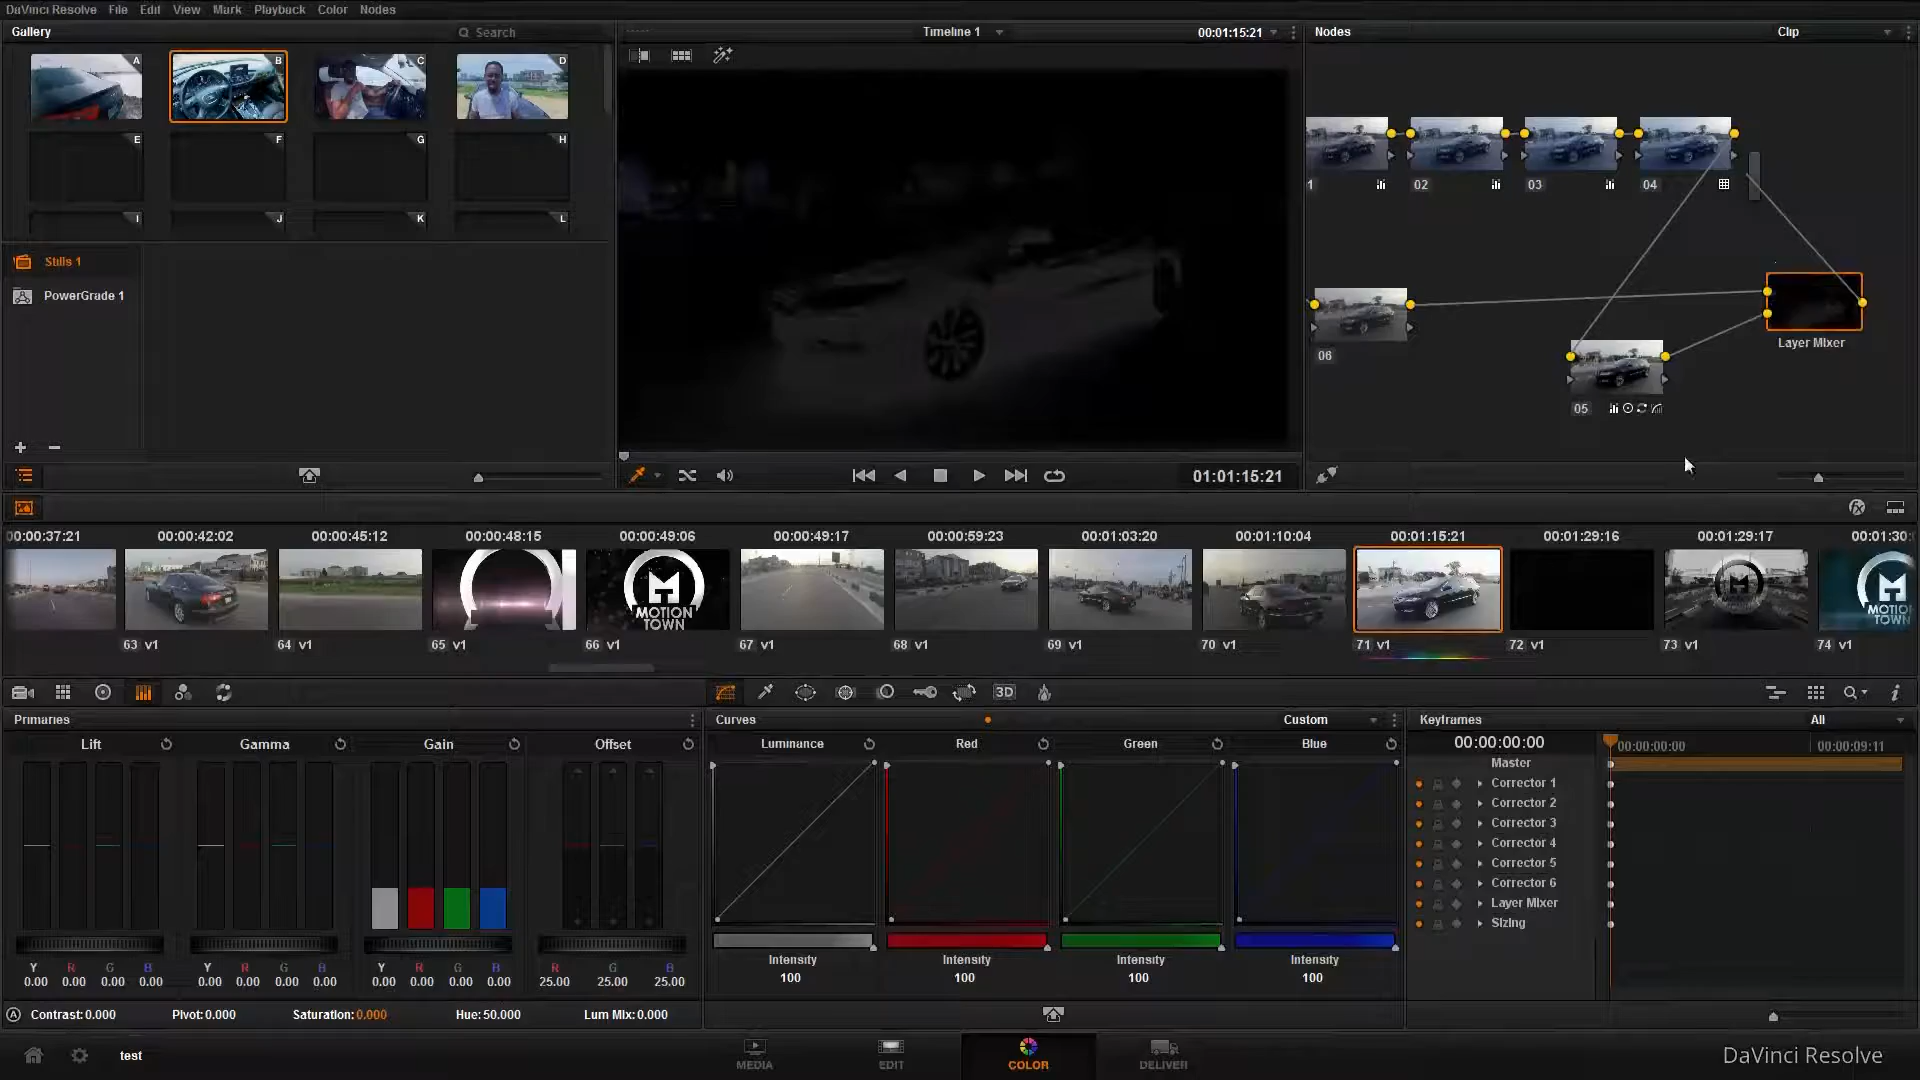 DaVinci Resolve File Edit View Mark Playback Color Nodes
Gallery Search Timeline 1 00:01:15:21 Nodes Clip
A B C D
E F G H
I J K L
1 02 03 04
06
Layer Mixer
05
Stills 1
PowerGrade 1
01:01:15:21
00:00:37:21 00:00:42:02 00:00:45:12 00:00:48:15 00:00:49:06 00:00:49:17 00:00:59:23 00:01:03:20 00:01:10:04 00:01:15:21 00:01:29:16 00:01:29:17 00:01:30:
MOTION
TOWN
MOTIO
63 v1 64 v1 65 v1 66 v1 67 v1 68 v1 69 v1 70 v1 71 v1 72 v1 73 v1 74 v1
3D
Primaries Curves Custom Keyframes All
Lift Gamma Gain Offset Luminance Red Green Blue
00:00:00:00 00:00:00:00 00:00:09:11
Master
Corrector 1
Corrector 2
Corrector 3
Corrector 4
Corrector 5
Corrector 6
Layer Mixer
Sizing
Y R G B Y R G B Y R G B R G B
0.00 0.00 0.00 0.00 0.00 0.00 0.00 0.00 0.00 0.00 0.00 0.00 25.00 25.00 25.00
Intensity Intensity Intensity Intensity
100 100 100 100
A Contrast:0.000 Pivot:0.000 Saturation:0.000 Hue:50.000 Lum Mix:0.000
test MEDIA EDIT COLOR DELIVER DaVinci Resolve